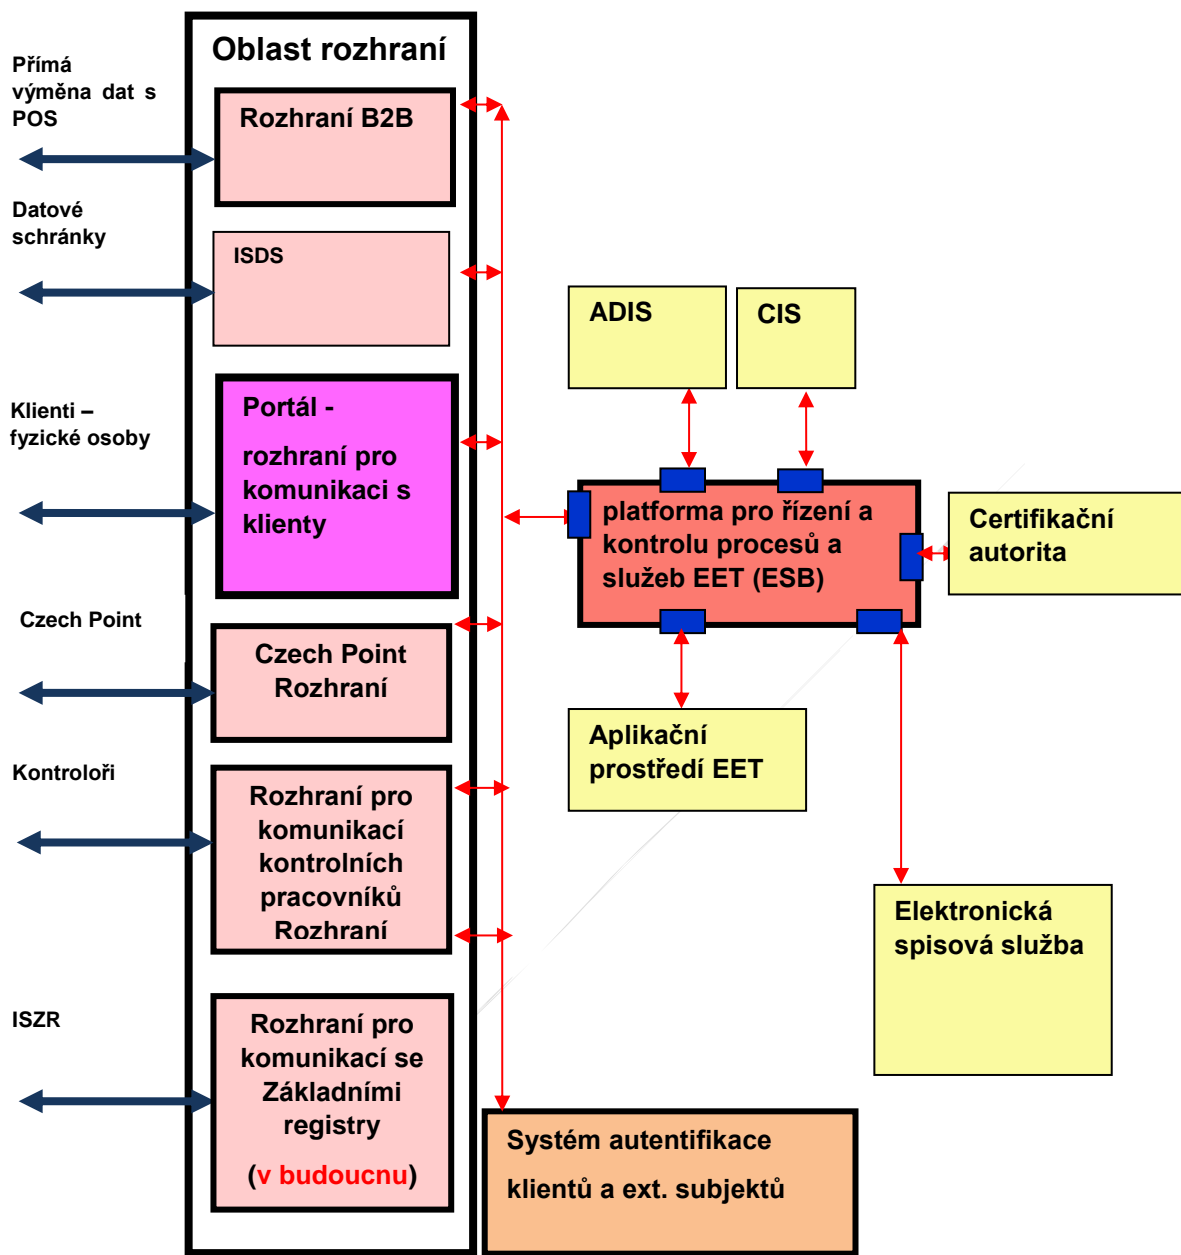 Oblast rozhraní
Přímá
výměna dat s
POS
Rozhraní B2B
Datové
schránky
ISDS
Klienti –
fyzické osoby
Portál -
rozhraní pro
komunikaci s
klienty
Czech Point
Czech Point
Rozhraní
Kontroloři
Rozhraní pro
komunikací
kontrolních
pracovníků
Rozhraní
ISZR
Rozhraní pro
komunikací se
Základními
registry
(v budoucnu)
ADIS
CIS
platforma pro řízení a
kontrolu procesů a
služeb EET (ESB)
Certifikační
autorita
Aplikační
prostředí EET
Elektronická
spisová služba
Systém autentifikace
klientů a ext. subjektů